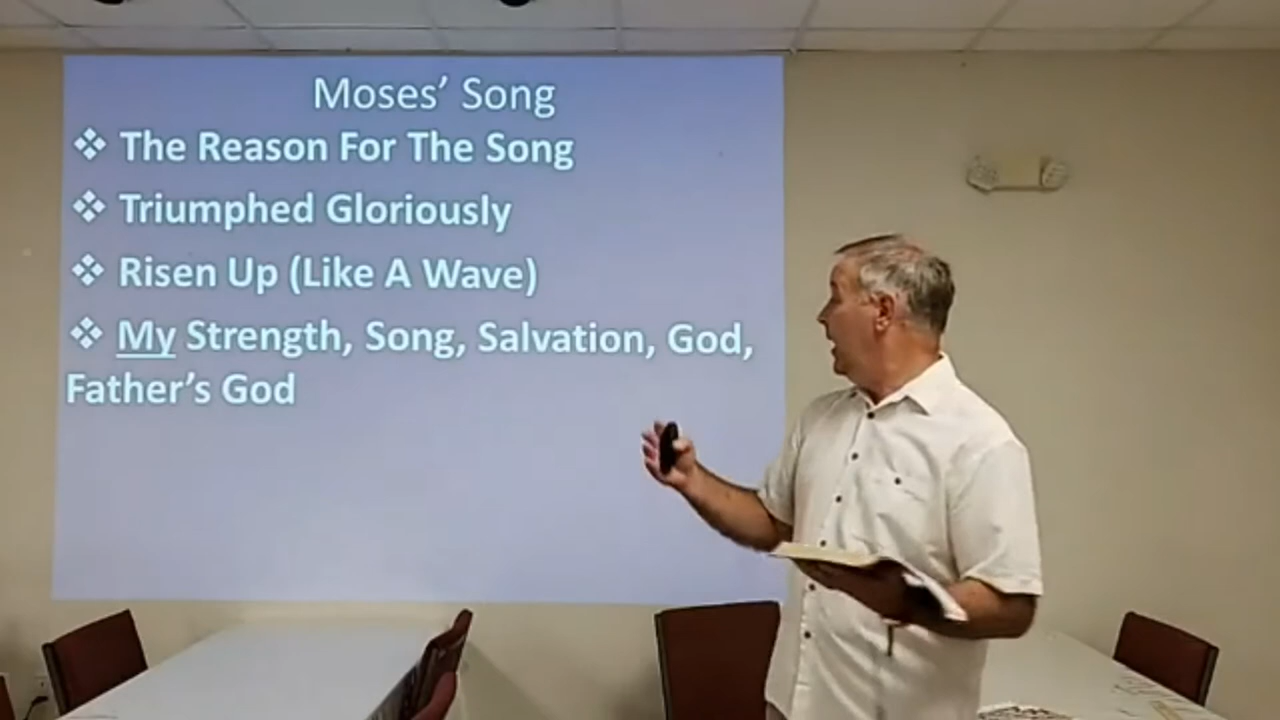 Moses’ Song
❖ The Reason For The Song
❖ Triumphed Gloriously
❖ Risen Up (Like A Wave)
❖ My Strength, Song, Salvation, God,
Father’s God